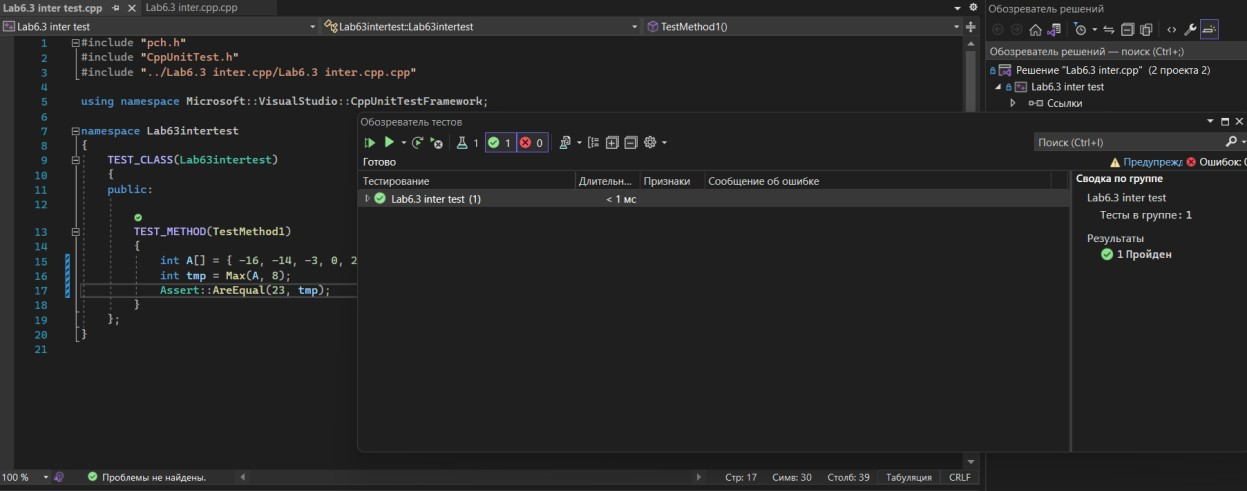 Lab6.3 inter test.cpp
Lab6.3 inter.cpp.cpp
Lab6.3 inter test
Lab63intertest::Lab63intertest
TestMethod1()
1 #include "pch.h"
2 #include "CppUnitTest.h"
3 #include "../Lab6.3 inter.cpp/Lab6.3 inter.cpp.cpp"
4
5 using namespace Microsoft::VisualStudio::CppUnitTestFramework;
6
7 namespace Lab63intertest
8 {
9 TEST_CLASS(Lab63intertest)
10 {
11 public:
12
13 TEST_METHOD(TestMethod1)
14 {
15 int A[] = { -16, -14, -3, 0, 2
16 int tmp = Max(A, 8);
17 Assert::AreEqual(23, tmp);
18 }
19 };
20 }
21
Обозреватель тестов
1 1 0
Поиск (Ctrl+I)
Готово
Предупрежд Ошибок: 0
Тестирование Длительн... Признаки Сообщение об ошибке
Lab6.3 inter test (1) < 1 мс
Сводка по группе
Lab6.3 inter test
Тесты в группе: 1
Результаты
1 Пройден
Обозреватель решений
Обозреватель решений — поиск (Ctrl+;)
Решение "Lab6.3 inter.cpp" (2 проекта 2)
Lab6.3 inter test
Ссылки
100 % Проблемы не найдены. Стр: 17 Симв: 30 Столб: 39 Табуляция CRLF